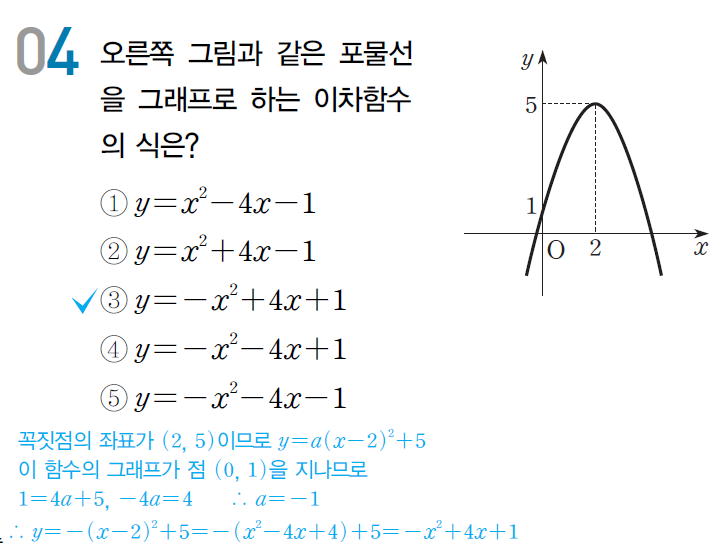 04 오른쪽 그림과 같은 포물선
을 그래프로 하는 이차함수
의 식은?
① y=x²-4x-1
② y=x²+4x-1
③ y=-x²+4x+1
④ y=-x²-4x+1
⑤ y=-x²-4x-1
y
5
1
O 2 x
꼭짓점의 좌표가 (2, 5)이므로 y=a(x-2)²+5
이 함수의 그래프가 점 (0, 1)을 지나므로
1=4a+5, -4a=4 ∴ a=-1
∴ y=-(x-2)²+5=-(x²-4x+4)+5=-x²+4x+1